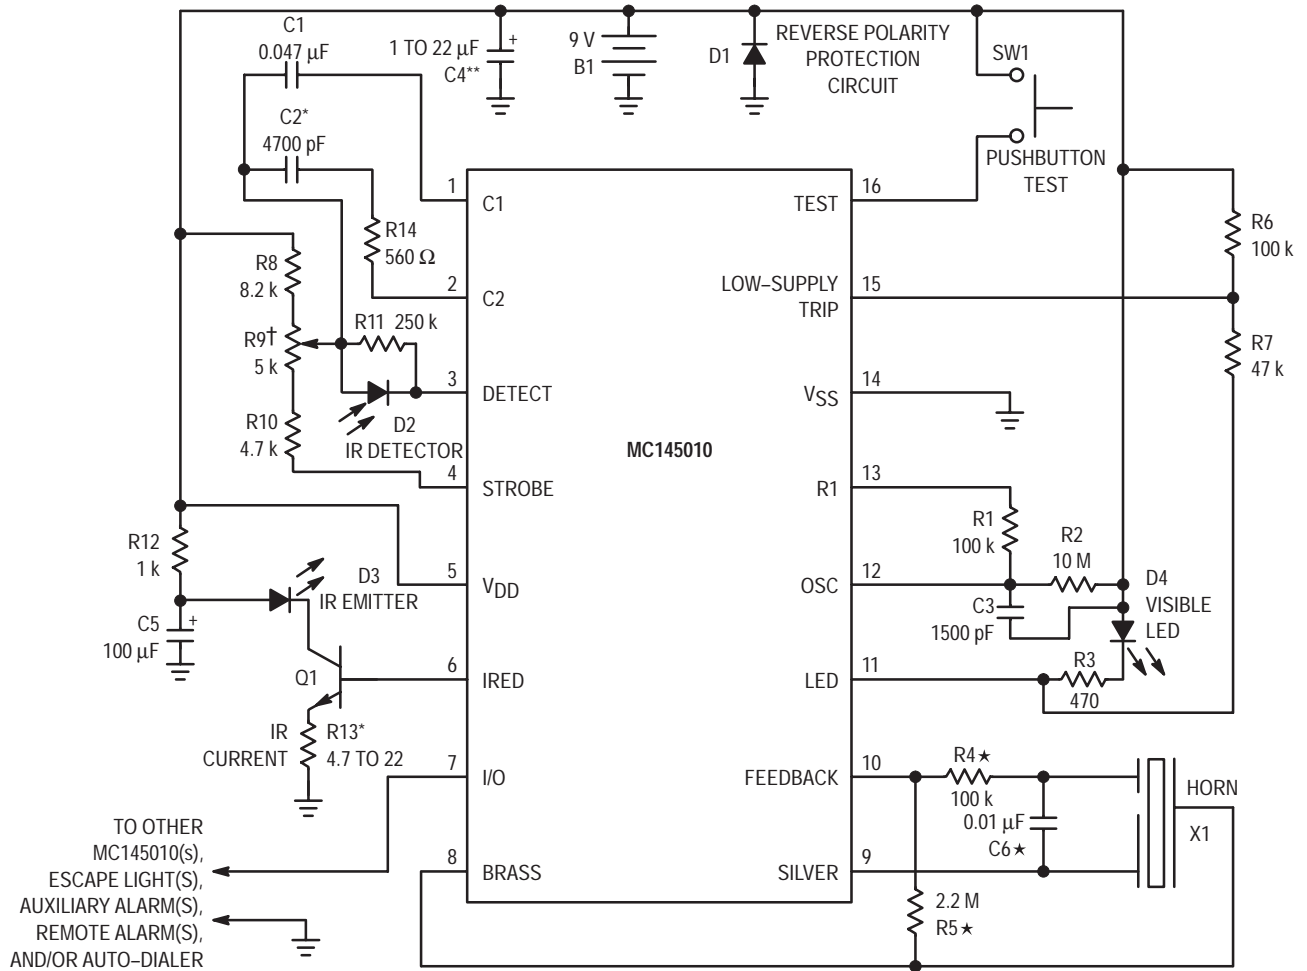 C1
0.047 µF
1 TO 22 µF
+
C4**
9 V
B1
D1
REVERSE POLARITY
PROTECTION
CIRCUIT
SW1
PUSHBUTTON
TEST
C2*
4700 pF
R14
560 Ω
R8
8.2 k
R9†
5 k
R11 250 k
R10
4.7 k
D2
IR DETECTOR
R12
1 k
D3
IR EMITTER
C5
+
100 µF
Q1
IR
CURRENT
R13*
4.7 TO 22
TO OTHER
MC145010(s),
ESCAPE LIGHT(S),
AUXILIARY ALARM(S),
REMOTE ALARM(S),
AND/OR AUTO–DIALER
MC145010
1
C1
2
C2
3
DETECT
4
STROBE
5
VDD
6
IRED
7
I/O
8
BRASS
16
TEST
15
LOW–SUPPLY
TRIP
14
VSS
13
R1
12
OSC
11
LED
10
FEEDBACK
9
SILVER
R6
100 k
R7
47 k
R1
100 k
R2
10 M
C3
1500 pF
D4
VISIBLE
LED
R3
470
R4★
100 k
0.01 µF
C6★
2.2 M
R5★
HORN
X1